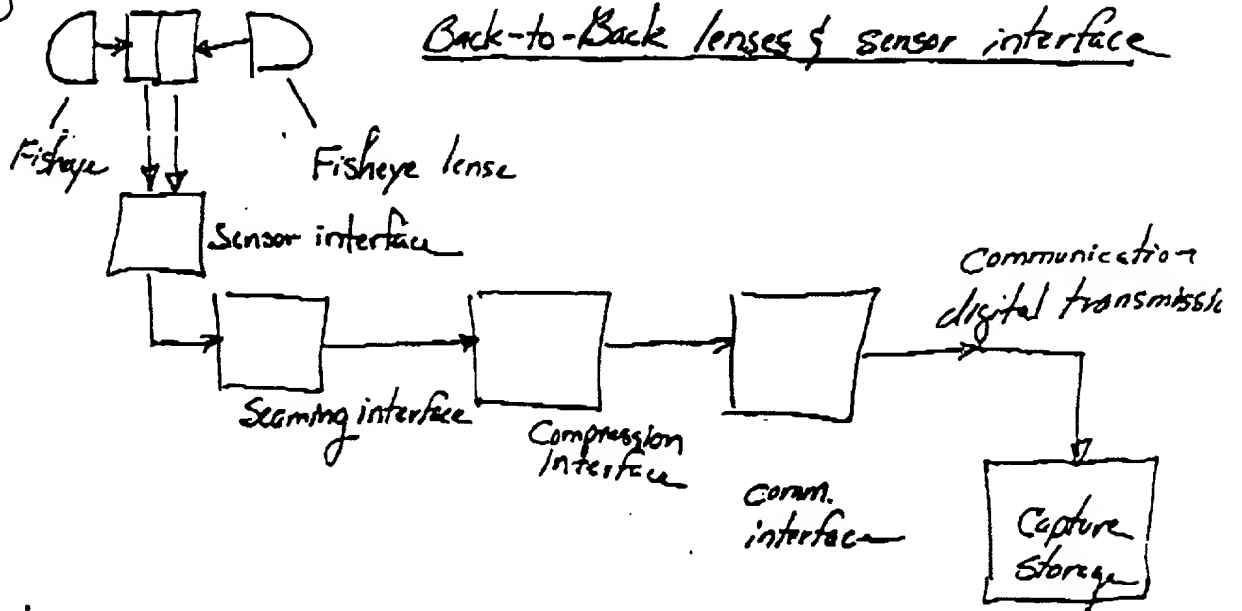 Back-to-Back lenses & sensor interface
Fisheye
Fisheye lense
Sensor interface
Communication
digital transmissi
Seaming interface
Compression
Interface
Comm.
interface
Capture
Storage